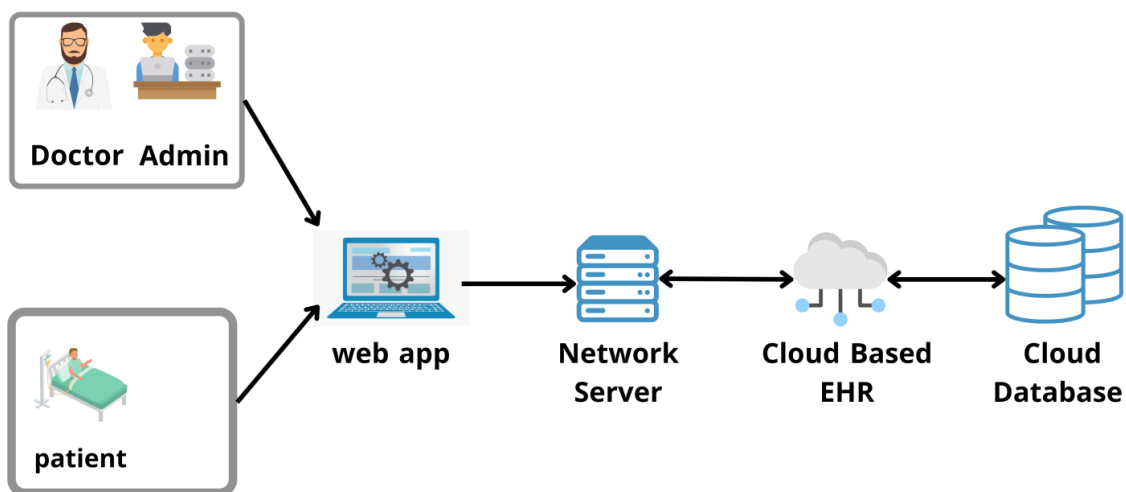 Doctor Admin
patient
web app
Network
Server
Cloud Based
EHR
Cloud
Database